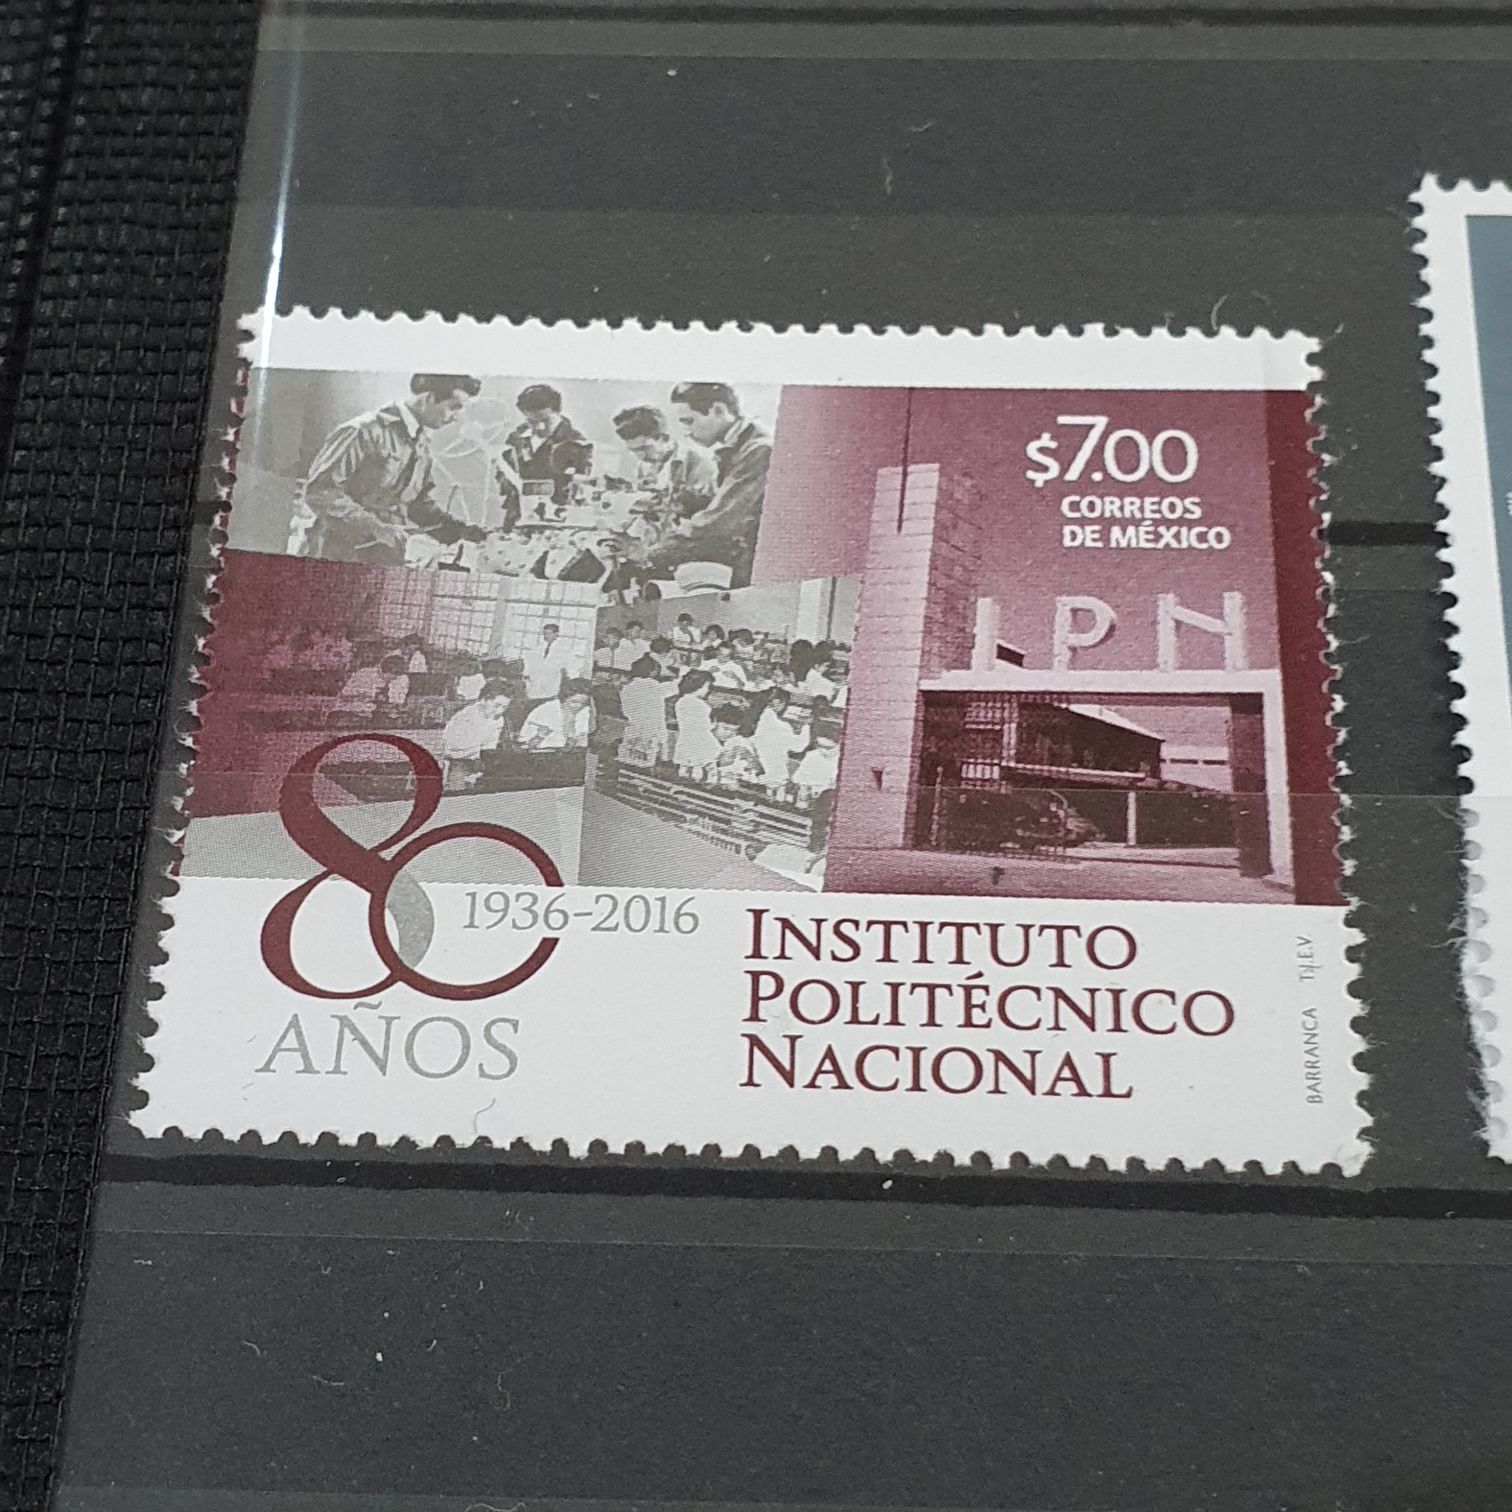 $7.00
CORREOS
DE MÉXICO
IPN
80
1936-2016
AÑOS
INSTITUTO
POLITÉCNICO
NACIONAL
BARRANCA T.I.E.V.